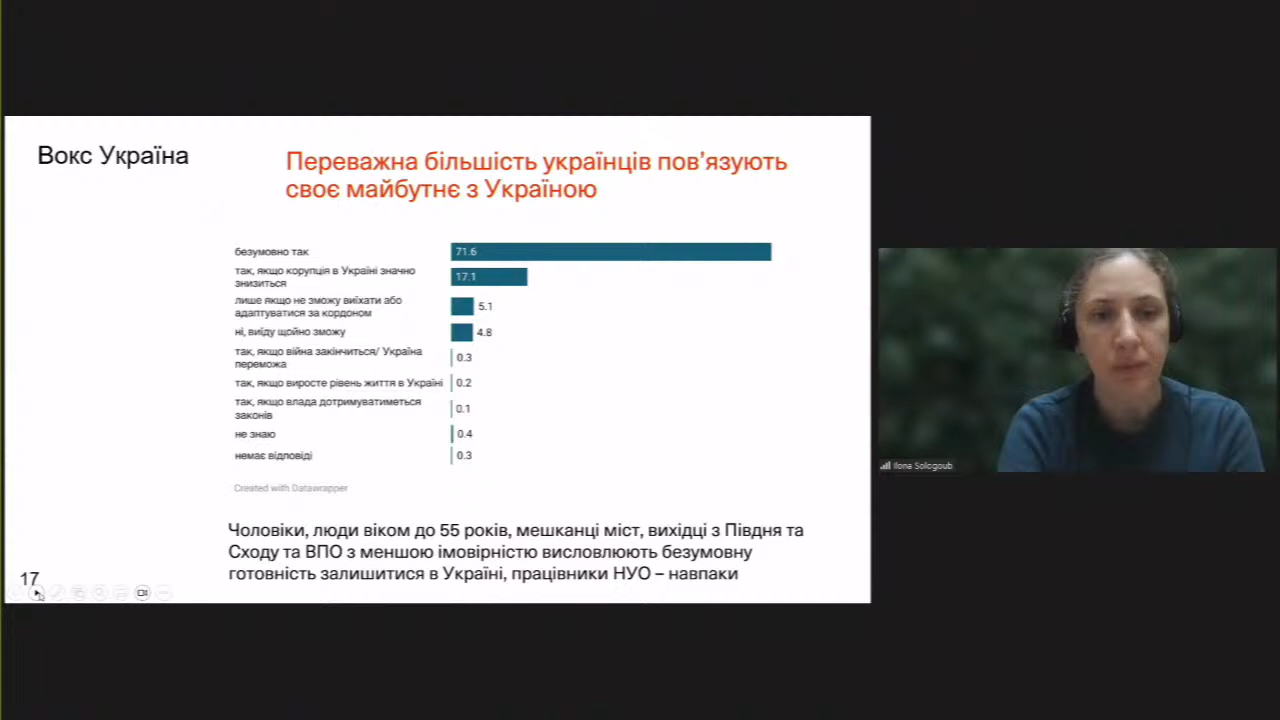 Вокс Україна
Переважна більшість українців пов’язують
своє майбутнє з Україною
безумовно так
71.6
так, якщо корупція в Україні значно
знизиться
17.1
лише якщо не зможу виїхати або
адаптуватися за кордоном
5.1
ні, виїду щойно зможу
4.8
так, якщо війна закінчиться/ Україна
переможа
0.3
так, якщо виросте рівень життя в Україні
0.2
так, якщо влада дотримуватиметься
законів
0.1
не знаю
0.4
немає відповіді
0.3
Created with Datawrapper
Чоловіки, люди віком до 55 років, мешканці міст, вихідці з Півдня та
Сходу та ВПО з меншою імовірністю висловлюють безумовну
готовність залишитися в Україні, працівники НУО – навпаки
17
Ilona Sologoub